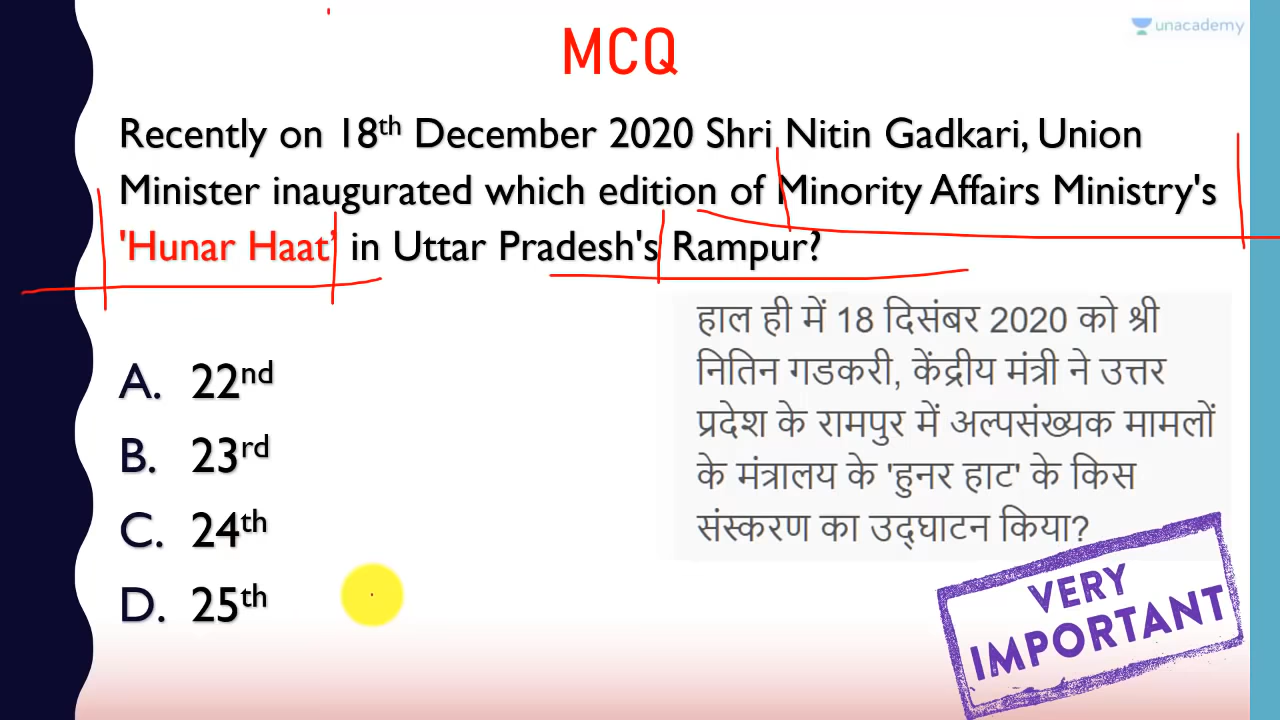 unacademy
MCQ
Recently on 18th December 2020 Shri Nitin Gadkari, Union
Minister inaugurated which edition of Minority Affairs Ministry's
'Hunar Haat' in Uttar Pradesh's Rampur?
हाल ही में 18 दिसंबर 2020 को श्री
नितिन गडकरी, केंद्रीय मंत्री ने उत्तर
प्रदेश के रामपुर में अल्पसंख्यक मामलों
के मंत्रालय के 'हुनर हाट' के किस
संस्करण का उद्घाटन किया?
A. 22nd
B. 23rd
C. 24th
D. 25th
VERY
IMPORTANT